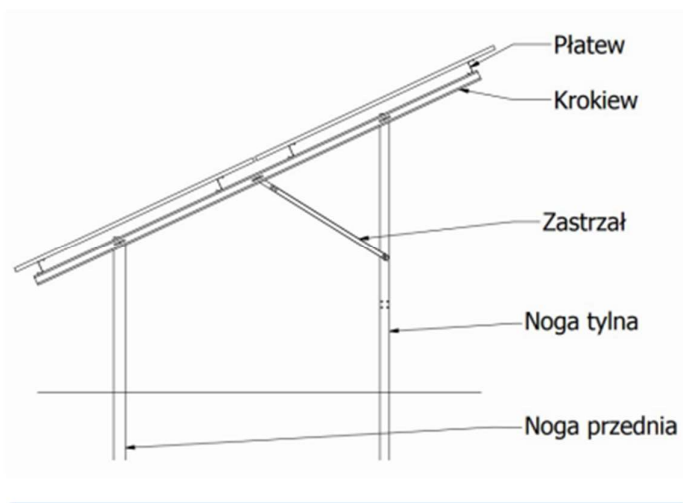 Płatew
Krokiew
Zastrzał
Noga tylna
Noga przednia